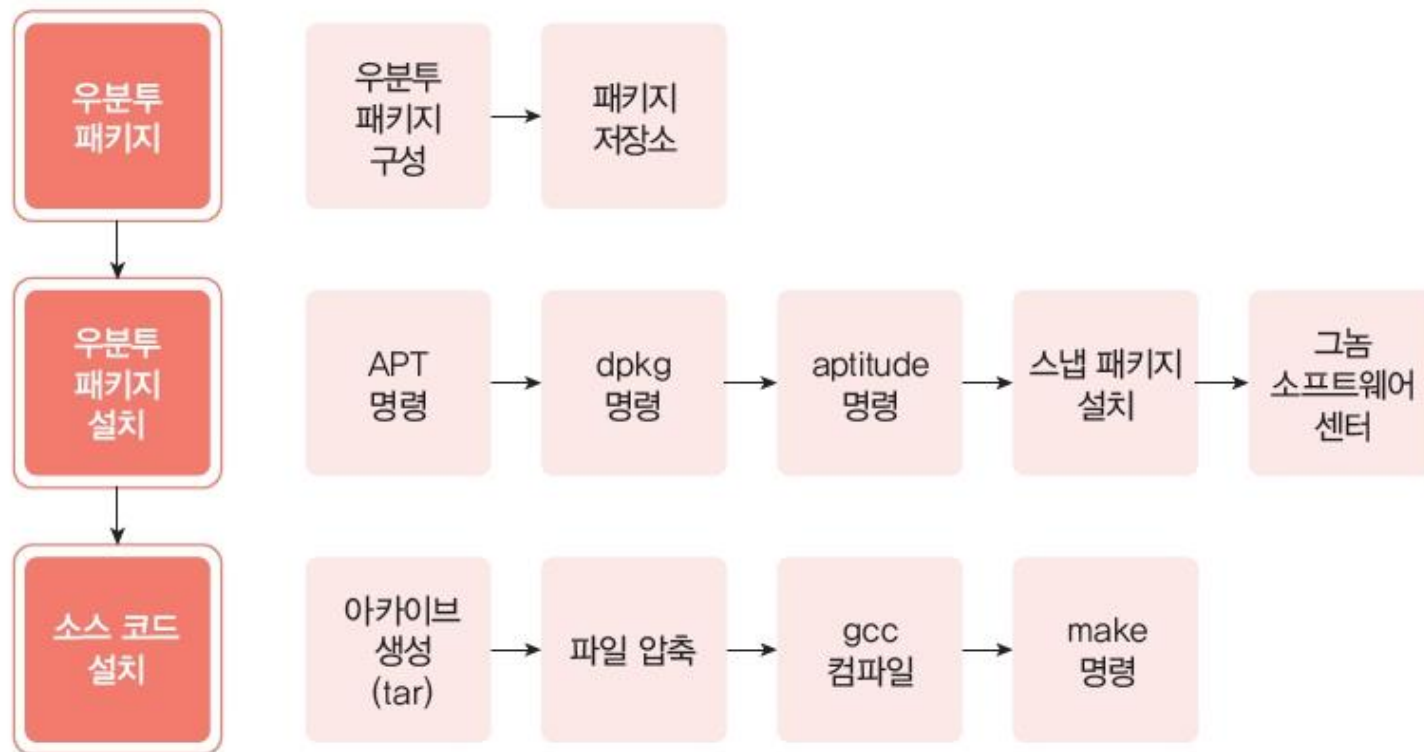 우분투
패키지
우분투
패키지
구성
패키지
저장소
우분투
패키지
설치
APT
명령
dpkg
명령
aptitude
명령
스냅 패키지
설치
그놈
소프트웨어
센터
소스 코드
설치
아카이브
생성
(tar)
파일 압축
gcc
컴파일
make
명령